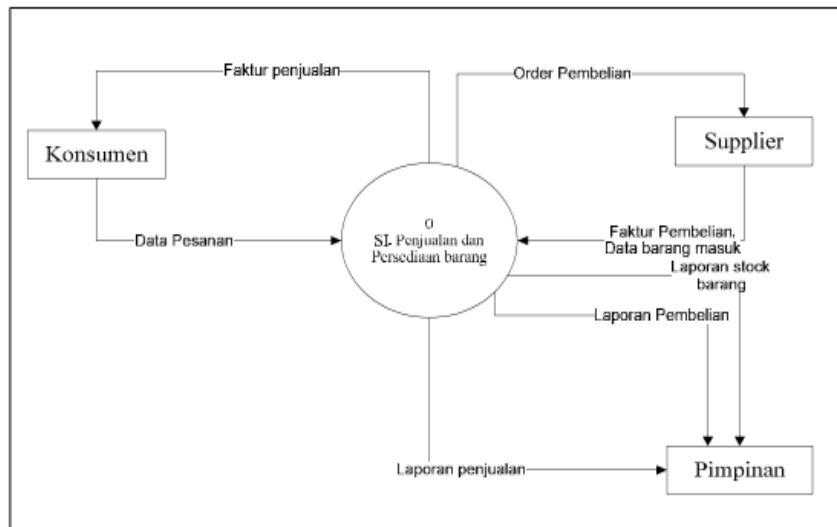 Faktur penjualan
Order Pembelian
Konsumen
Supplier
0
SI. Penjualan dan
Persediaan barang
Data Pesanan
Faktur Pembelian,
Data barang masuk
Laporan stock
barang
Laporan Pembelian
Laporan penjualan
Pimpinan